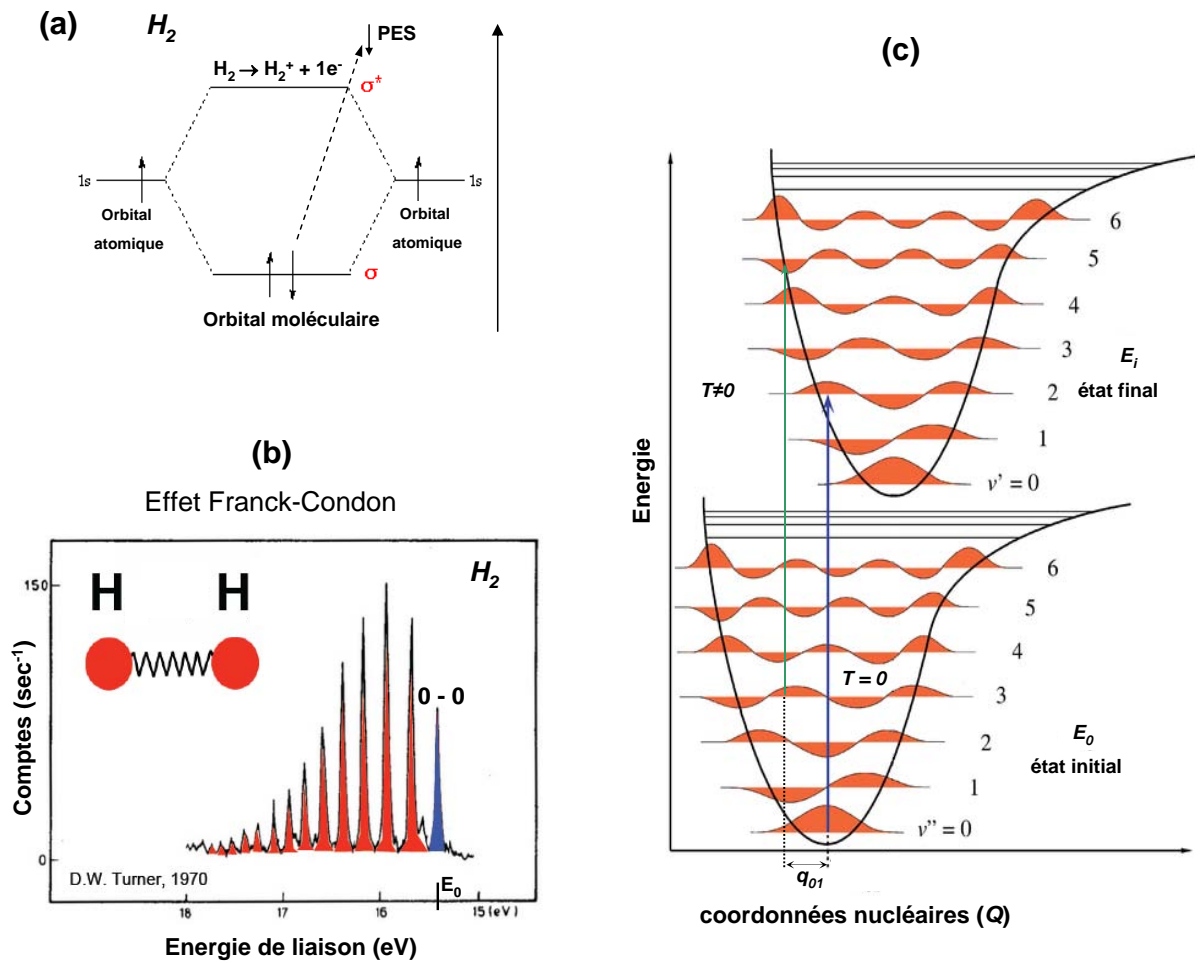 (a)
H₂
PES
H₂ → H₂⁺ + 1e⁻
σ*
1s
1s
Orbital
atomique
Orbital
atomique
σ
Orbital moléculaire
(b)
Effet Franck-Condon
H₂
H H
0 - 0
150
0
Comptes (sec⁻¹)
D.W. Turner, 1970
E₀
18 17 16 15 (eV)
Energie de liaison (eV)
(c)
6
5
4
3
2
1
v' = 0
Eᵢ
état final
T≠0
Energie
6
5
4
3
2
1
v'' = 0
T = 0
E₀
état initial
q₀₁
coordonnées nucléaires (Q)